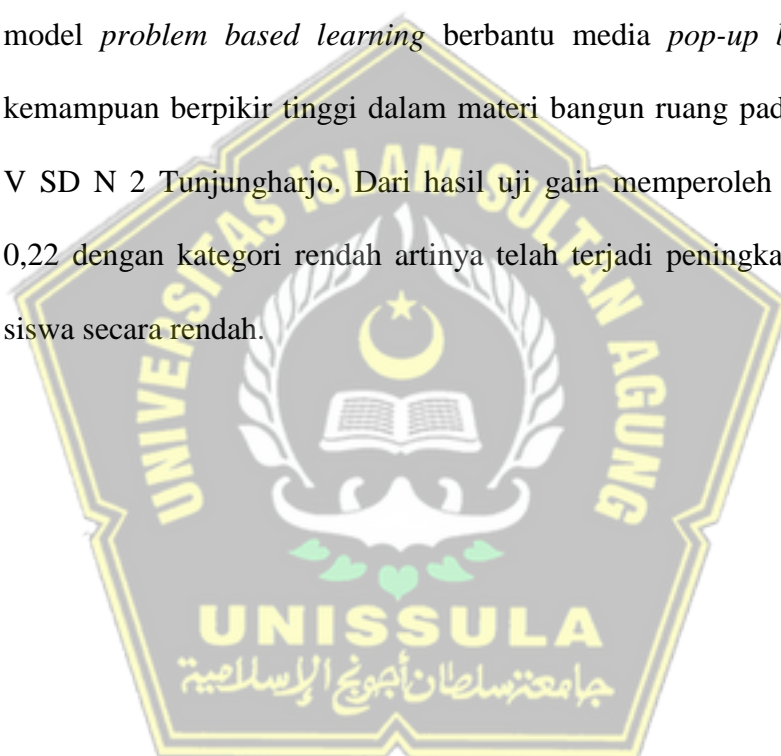 model problem based learning berbantu media pop-up
kemampuan berpikir tinggi dalam materi bangun ruang
V SD N 2 Tunjungharjo. Dari hasil uji gain memperoleh
0,22 dengan kategori rendah artinya telah terjadi
siswa secara rendah.
UNIVERSITAS ISLAM SULTAN AGUNG
UNISSULA
جامعة سلطان أجونج الإسلامية